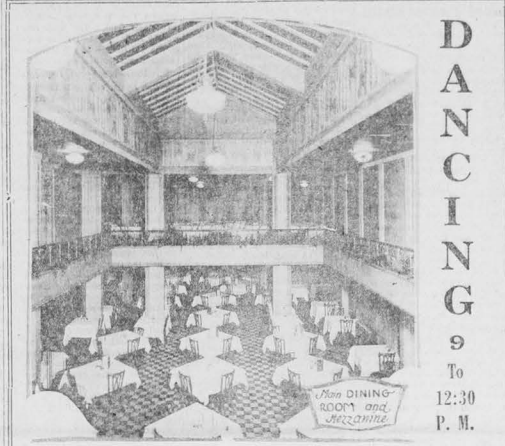 DANCING
9
To
12:30
P. M.
Main DINING
ROOM and
Mezzanine